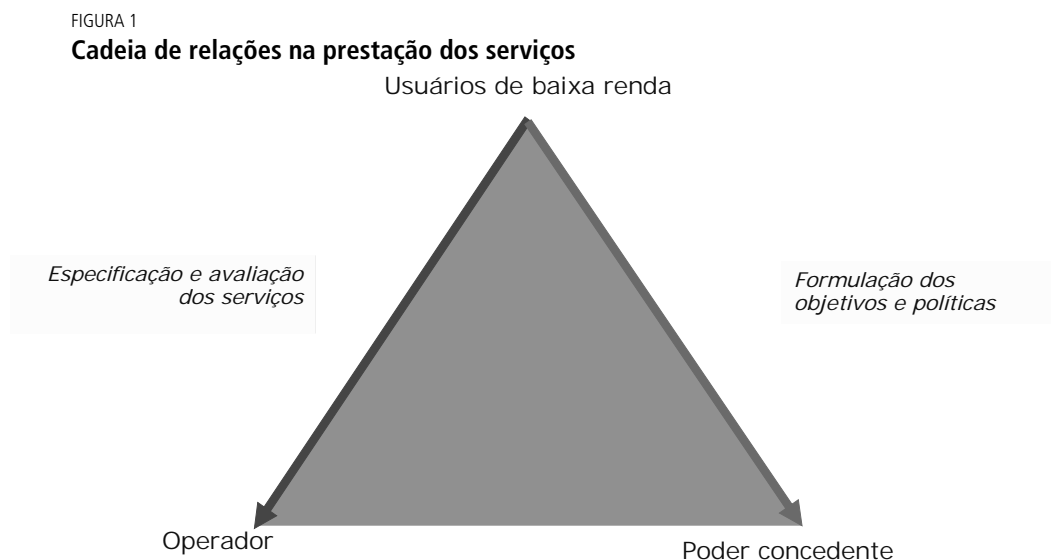 FIGURA 1
Cadeia de relações na prestação dos serviços
Usuários de baixa renda
Especificação e avaliação
dos serviços
Formulação dos
objetivos e políticas
Operador
Poder concedente